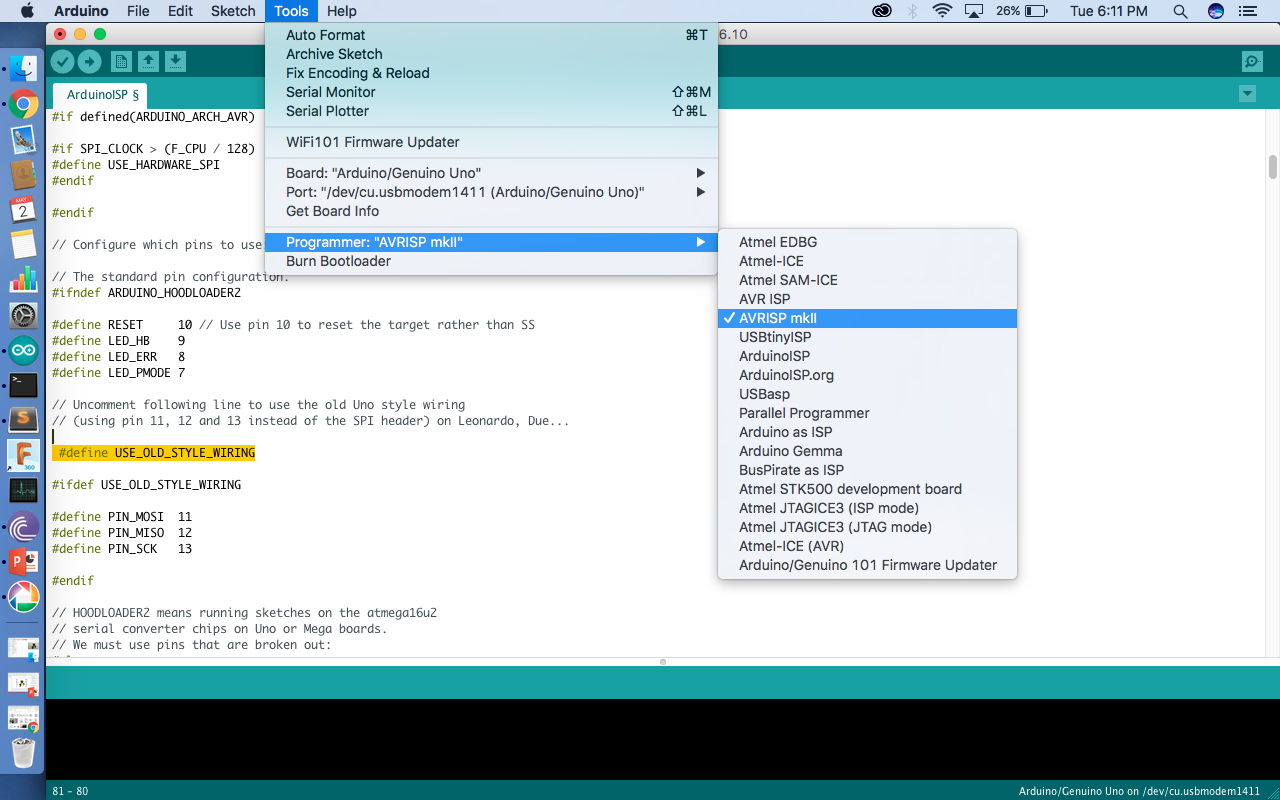 Arduino File Edit Sketch Tools Help 26% Tue 6:11 PM
6.10
Auto Format ⌘T
Archive Sketch
Fix Encoding & Reload
Serial Monitor ⇧⌘M
Serial Plotter ⇧⌘L
WiFi101 Firmware Updater
Board: "Arduino/Genuino Uno"
Port: "/dev/cu.usbmodem1411 (Arduino/Genuino Uno)"
Get Board Info
Programmer: "AVRISP mkII"
Burn Bootloader
Atmel EDBG
Atmel-ICE
Atmel SAM-ICE
AVR ISP
✓ AVRISP mkII
USBtinyISP
ArduinoISP
ArduinoISP.org
USBasp
Parallel Programmer
Arduino as ISP
Arduino Gemma
BusPirate as ISP
Atmel STK500 development board
Atmel JTAGICE3 (ISP mode)
Atmel JTAGICE3 (JTAG mode)
Atmel-ICE (AVR)
Arduino/Genuino 101 Firmware Updater
ArduinoISP §
#if defined(ARDUINO_ARCH_AVR)
#if SPI_CLOCK > (F_CPU / 128)
#define USE_HARDWARE_SPI
#endif
#endif
// Configure which pins to use
// The standard pin configuration.
#ifndef ARDUINO_HOODLOADER2
#define RESET 10 // Use pin 10 to reset the target rather than SS
#define LED_HB 9
#define LED_ERR 8
#define LED_PMODE 7
// Uncomment following line to use the old Uno style wiring
// (using pin 11, 12 and 13 instead of the SPI header) on Leonardo, Due...
#define USE_OLD_STYLE_WIRING
#ifdef USE_OLD_STYLE_WIRING
#define PIN_MOSI 11
#define PIN_MISO 12
#define PIN_SCK 13
#endif
// HOODLOADER2 means running sketches on the atmega16u2
// serial converter chips on Uno or Mega boards.
// We must use pins that are broken out:
MAY
2
360
81 - 80
Arduino/Genuino Uno on /dev/cu.usbmodem1411